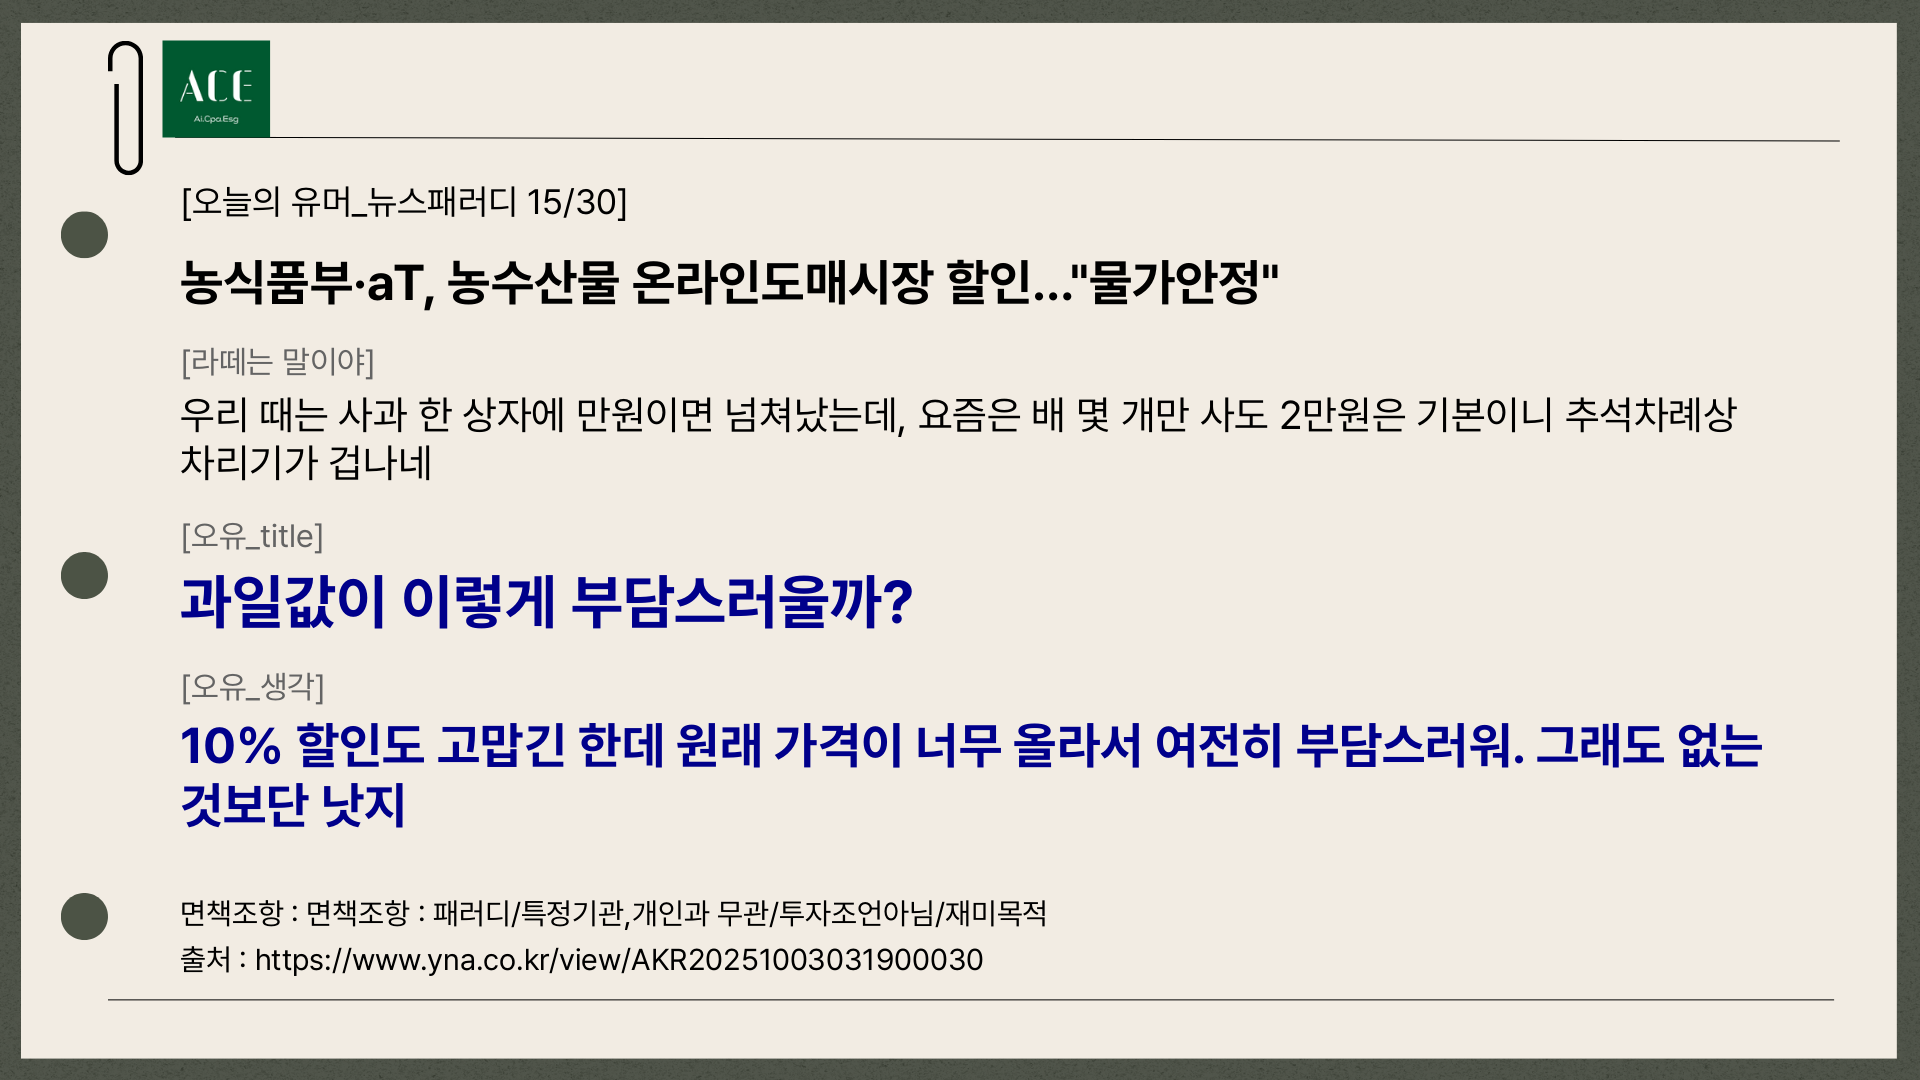 ACE
Ai.Cpa.Esg
[오늘의 유머_뉴스패러디 15/30]
농식품부·aT, 농수산물 온라인도매시장 할인..."물가안정"
[라떼는 말이야]
우리 때는 사과 한 상자에 만원이면 넘쳐났는데, 요즘은 배 몇 개만 사도 2만원은 기본이니 추석차례상
차리기가 겁나네
[오유_title]
과일값이 이렇게 부담스러울까?
[오유_생각]
10% 할인도 고맙긴 한데 원래 가격이 너무 올라서 여전히 부담스러워. 그래도 없는
것보단 낫지
면책조항 : 면책조항 : 패러디/특정기관,개인과 무관/투자조언아님/재미목적
출처 : https://www.yna.co.kr/view/AKR20251003031900030